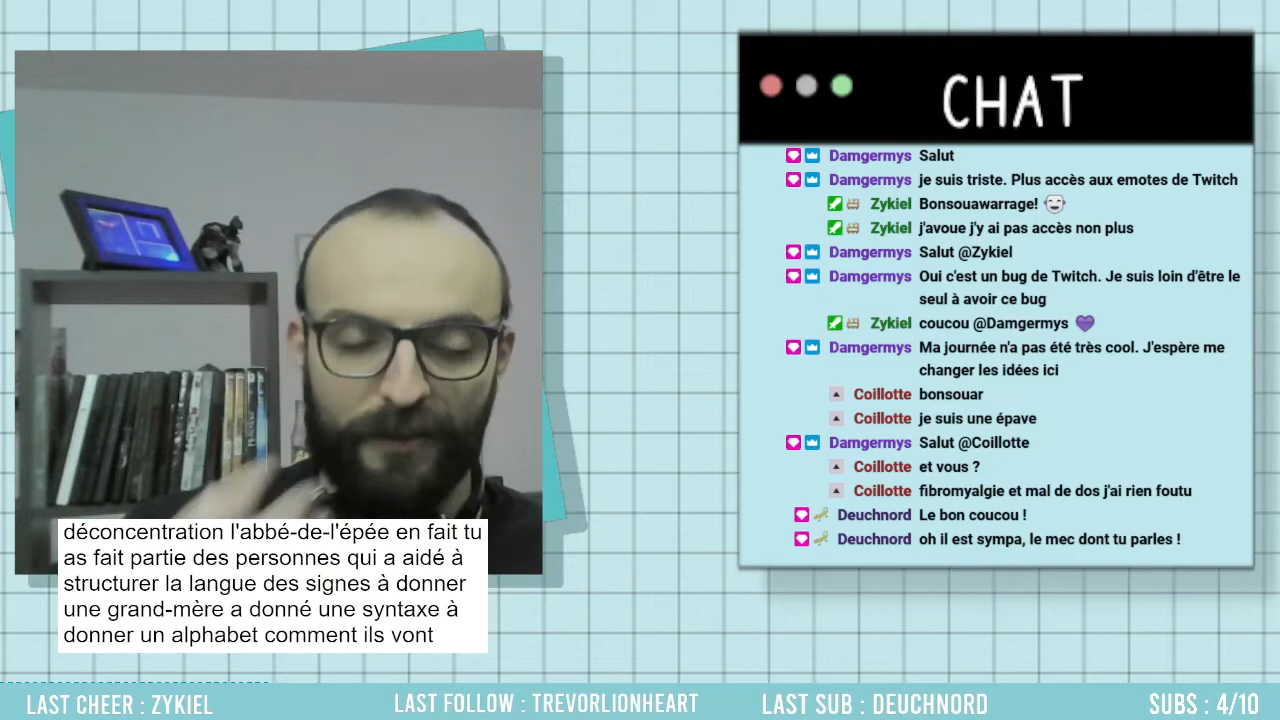 CHAT
Damgermys Salut
Damgermys je suis triste. Plus accès aux emotes de Twitch
Zykiel Bonsouawarrage!
Zykiel j'avoue j'y ai pas accès non plus
Damgermys Salut @Zykiel
Damgermys Oui c'est un bug de Twitch. Je suis loin d'être le
seul à avoir ce bug
Zykiel coucou @Damgermys
Damgermys Ma journée n'a pas été très cool. J'espère me
changer les idées ici
Coillotte bonsouar
Coillotte je suis une épave
Damgermys Salut @Coillotte
Coillotte et vous ?
Coillotte fibromyalgie et mal de dos j'ai rien foutu
Deuchnord Le bon coucou !
Deuchnord oh il est sympa, le mec dont tu parles !
déconcentration l'abbé-de-l'épée en fait tu
as fait partie des personnes qui a aidé à
structurer la langue des signes à donner
une grand-mère a donné une syntaxe à
donner un alphabet comment ils vont
LAST CHEER : ZYKIEL
LAST FOLLOW : TREVORLIONHEART
LAST SUB : DEUCHNORD
SUBS : 4/10